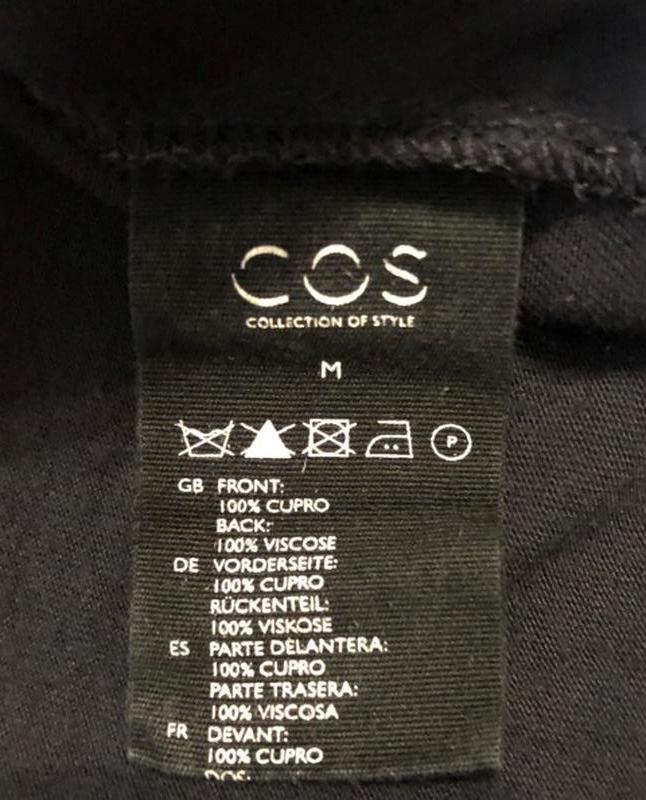 COS
COLLECTION OF STYLE
M
P
GB FRONT:
100% CUPRO
BACK:
100% VISCOSE
DE VORDERSEITE:
100% CUPRO
RÜCKENTEIL:
100% VISKOSE
ES PARTE DELANTERA:
100% CUPRO
PARTE TRASERA:
100% VISCOSA
FR DEVANT:
100% CUPRO
DOS: